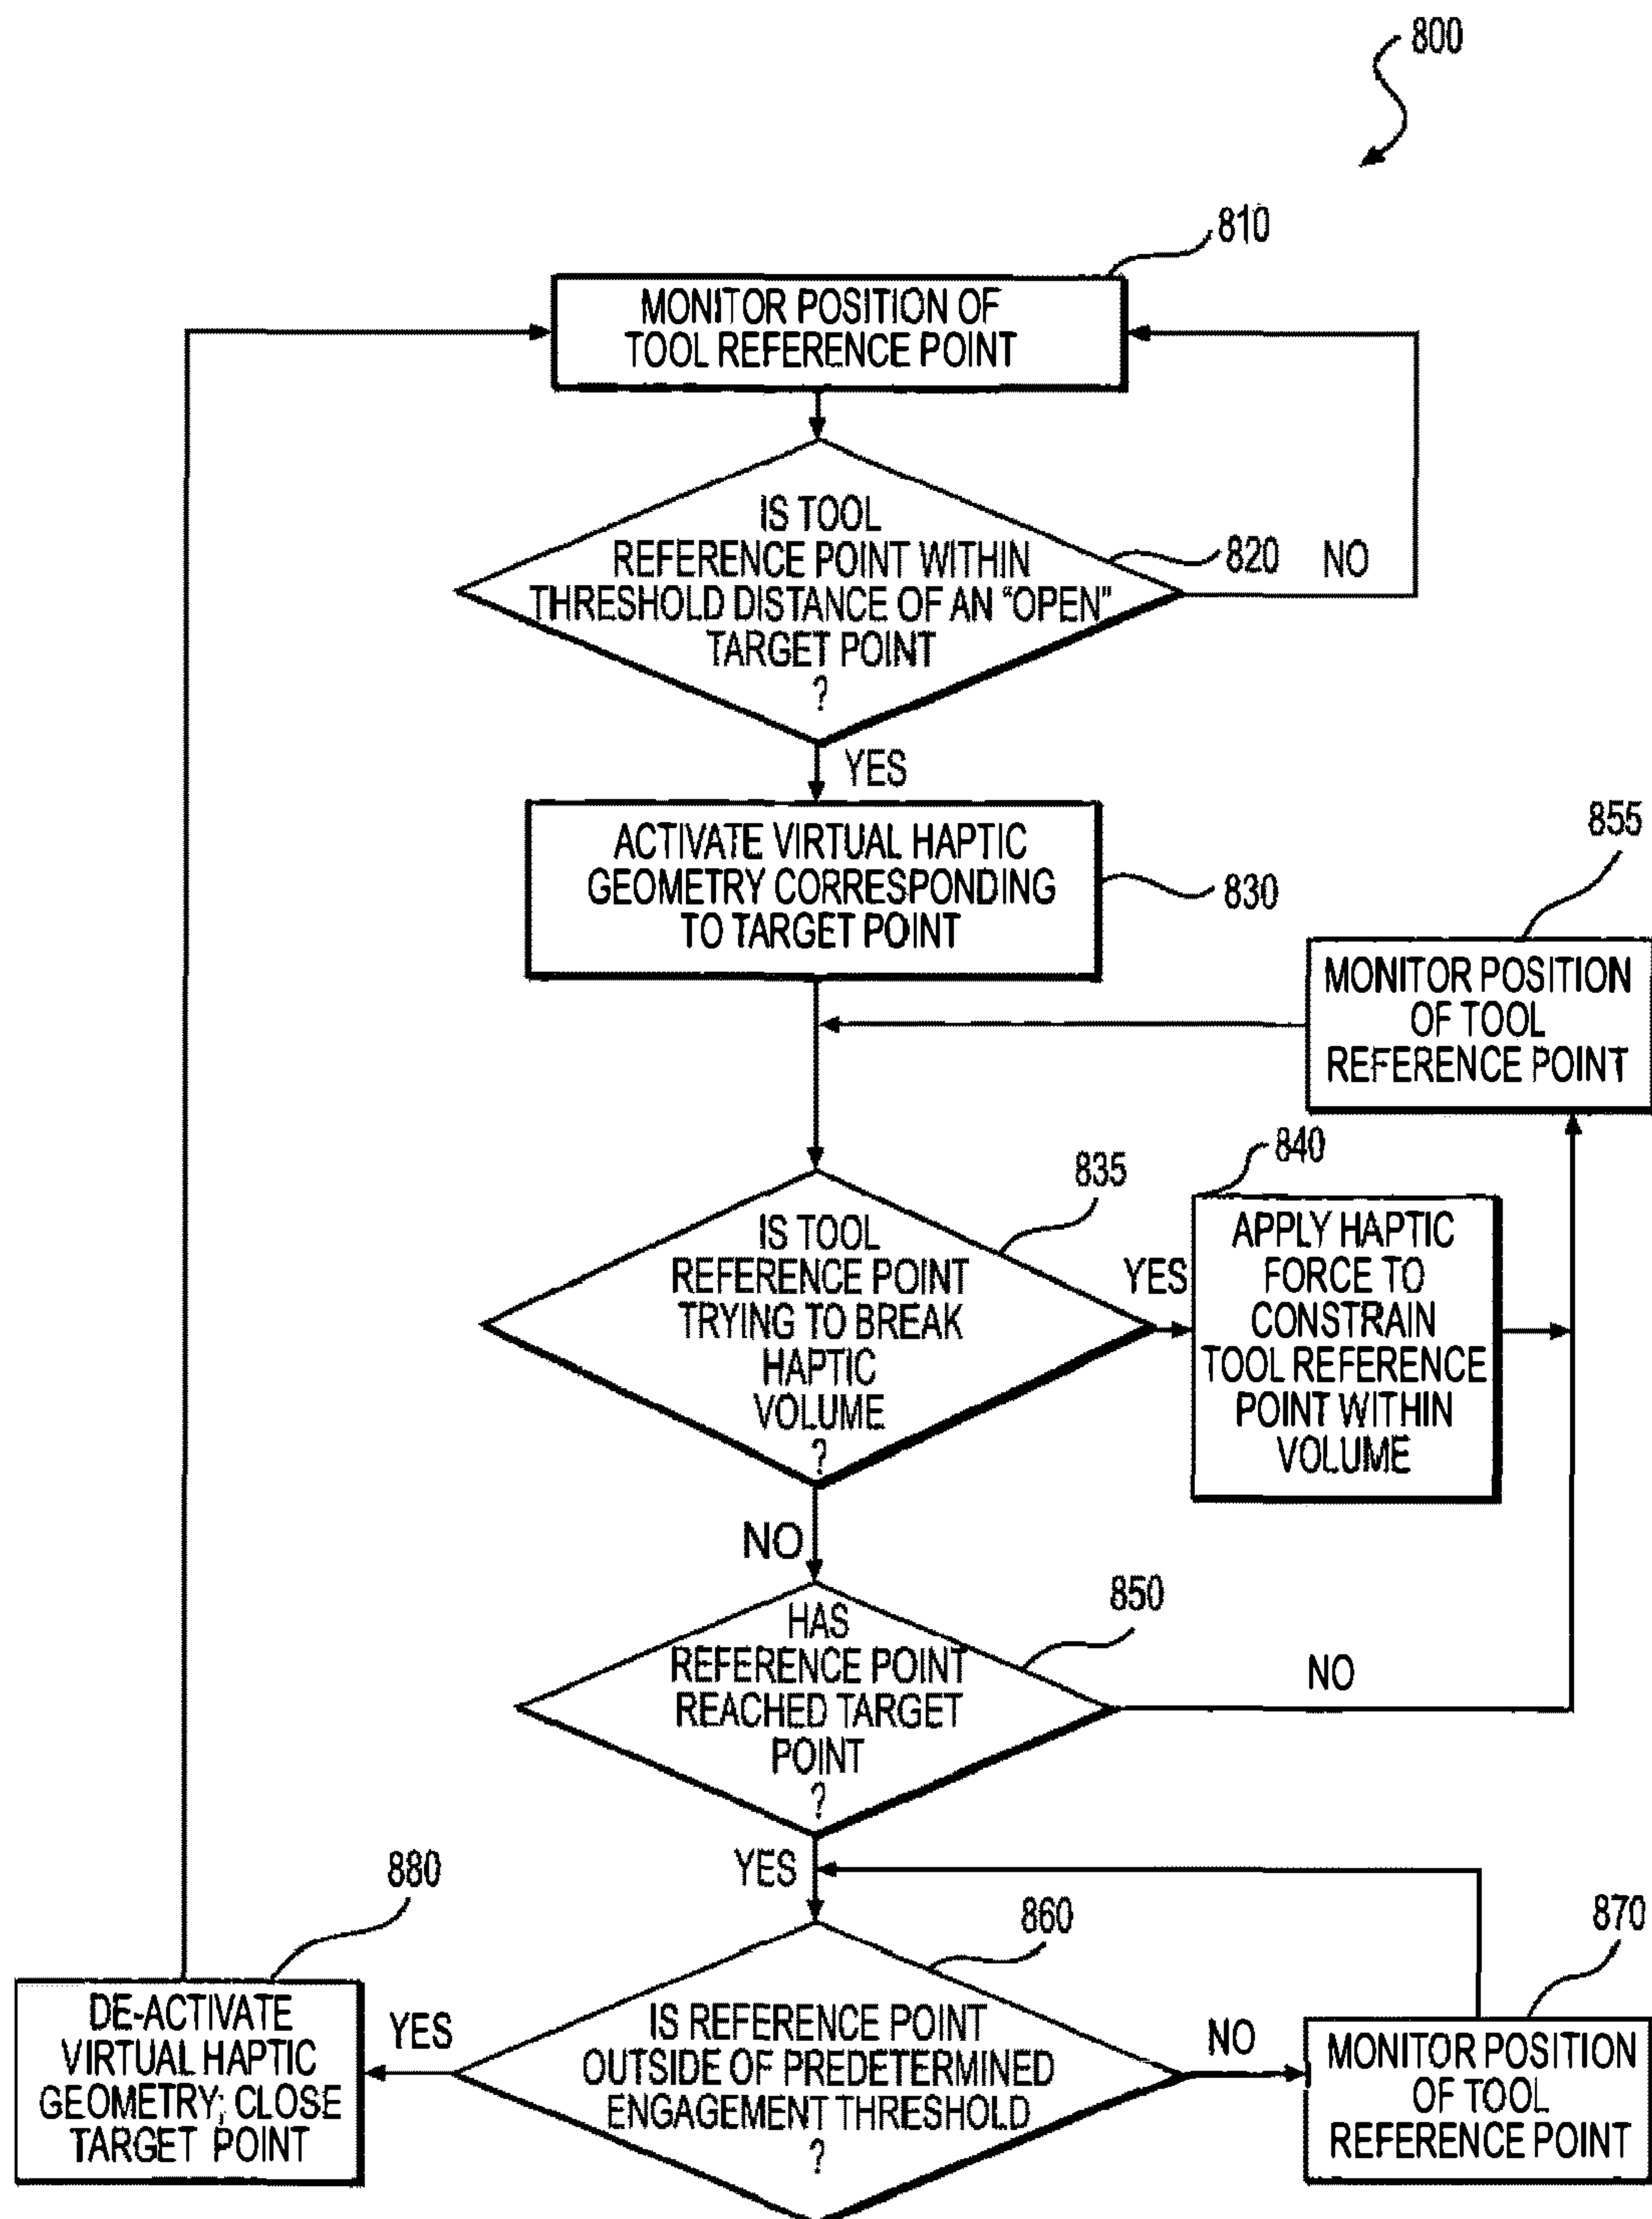 800
810
MONITOR POSITION OF
TOOL REFERENCE POINT
IS TOOL
REFERENCE POINT WITHIN
THRESHOLD DISTANCE OF AN "OPEN"
TARGET POINT
?
820
NO
YES
ACTIVATE VIRTUAL HAPTIC
GEOMETRY CORRESPONDING
TO TARGET POINT
830
855
MONITOR POSITION
OF TOOL
REFERENCE POINT
835
IS TOOL
REFERENCE POINT
TRYING TO BREAK
HAPTIC
VOLUME
?
YES
840
APPLY HAPTIC
FORCE TO
CONSTRAIN
TOOL REFERENCE
POINT WITHIN
VOLUME
NO
850
HAS
REFERENCE POINT
REACHED TARGET
POINT
?
NO
YES
860
IS REFERENCE POINT
OUTSIDE OF PREDETERMINED
ENGAGEMENT THRESHOLD
?
NO
870
MONITOR POSITION
OF TOOL
REFERENCE POINT
YES
880
DE-ACTIVATE
VIRTUAL HAPTIC
GEOMETRY; CLOSE
TARGET POINT